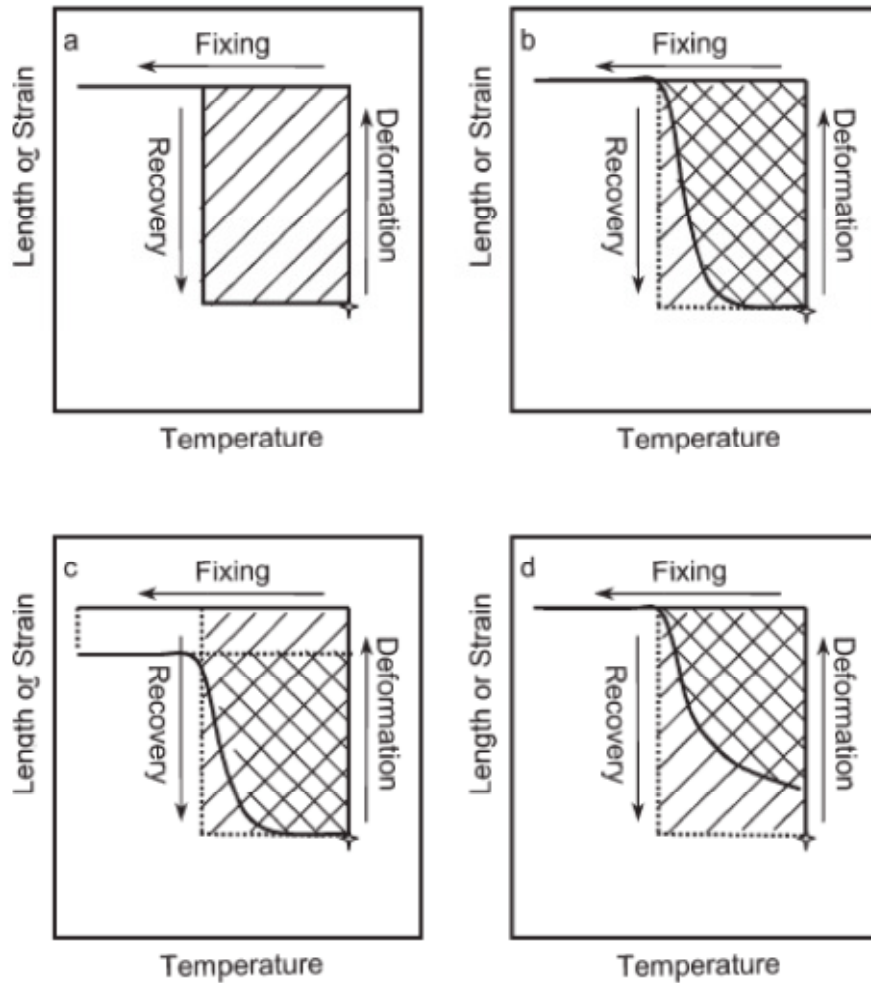 a
Fixing
Length or Strain
Recovery
Deformation
Temperature
b
Fixing
Length or Strain
Recovery
Deformation
Temperature
c
Fixing
Length or Strain
Recovery
Deformation
Temperature
d
Fixing
Length or Strain
Recovery
Deformation
Temperature